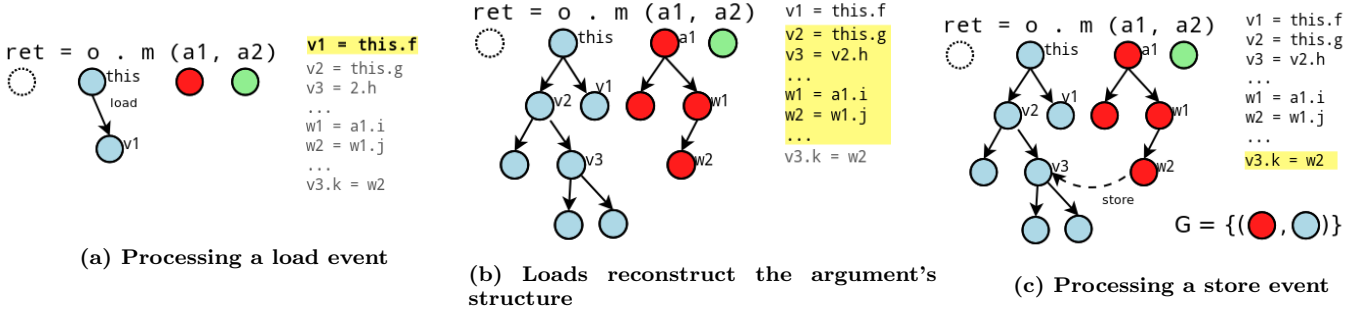 ret = o . m (a1, a2)
this
load
v1
v1 = this.f
v2 = this.g
v3 = 2.h
...
w1 = a1.i
w2 = w1.j
...
v3.k = w2
(a) Processing a load event
ret = o . m (a1, a2)
this
a1
v1
v2
w1
v3
w2
v1 = this.f
v2 = this.g
v3 = v2.h
...
w1 = a1.i
w2 = w1.j
...
v3.k = w2
(b) Loads reconstruct the argument's
structure
ret = o . m (a1, a2)
this
a1
v1
v2
w1
v3
w2
store
v1 = this.f
v2 = this.g
v3 = v2.h
...
w1 = a1.i
w2 = w1.j
...
v3.k = w2
G = {( , )}
(c) Processing a store event